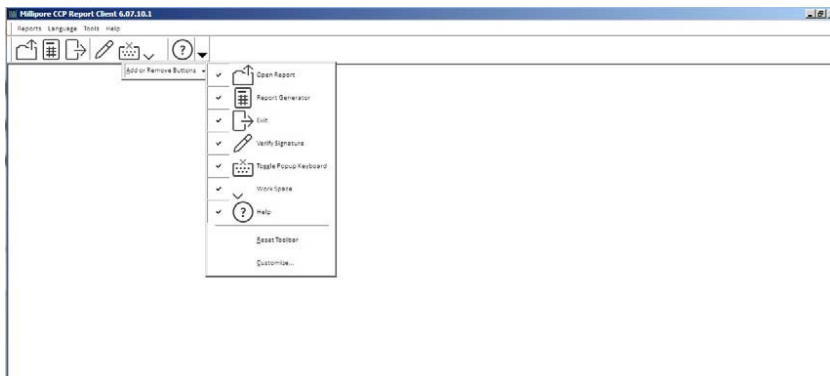 Millipore CCP Report Client 6.07.10.1
Reports Language Tools Help
Add or Remove Buttons
Open Report
Report Generator
Exit
Verify Signature
Toggle Popup Keyboard
Work Space
? Help
Reset Toolbar
Customize...